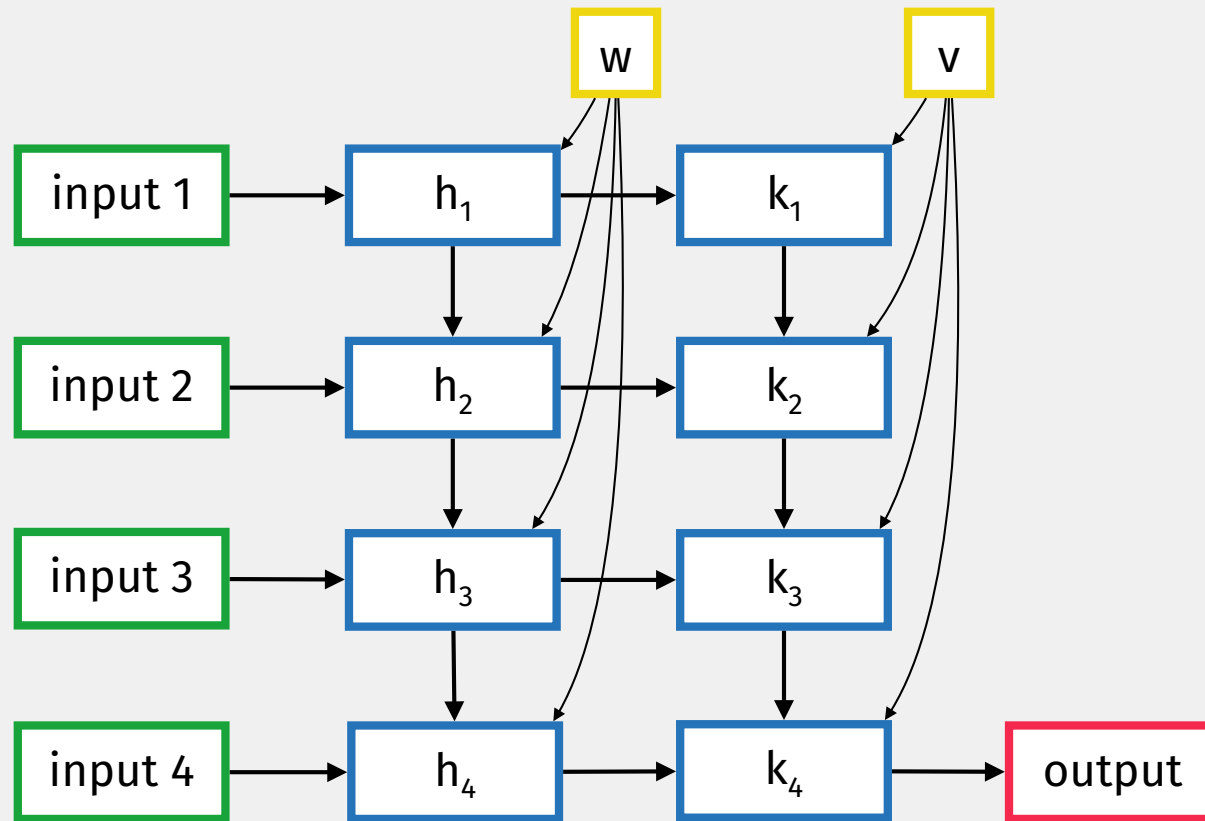 w
v
input 1
h₁
k₁
input 2
h₂
k₂
input 3
h₃
k₃
input 4
h₄
k₄
output